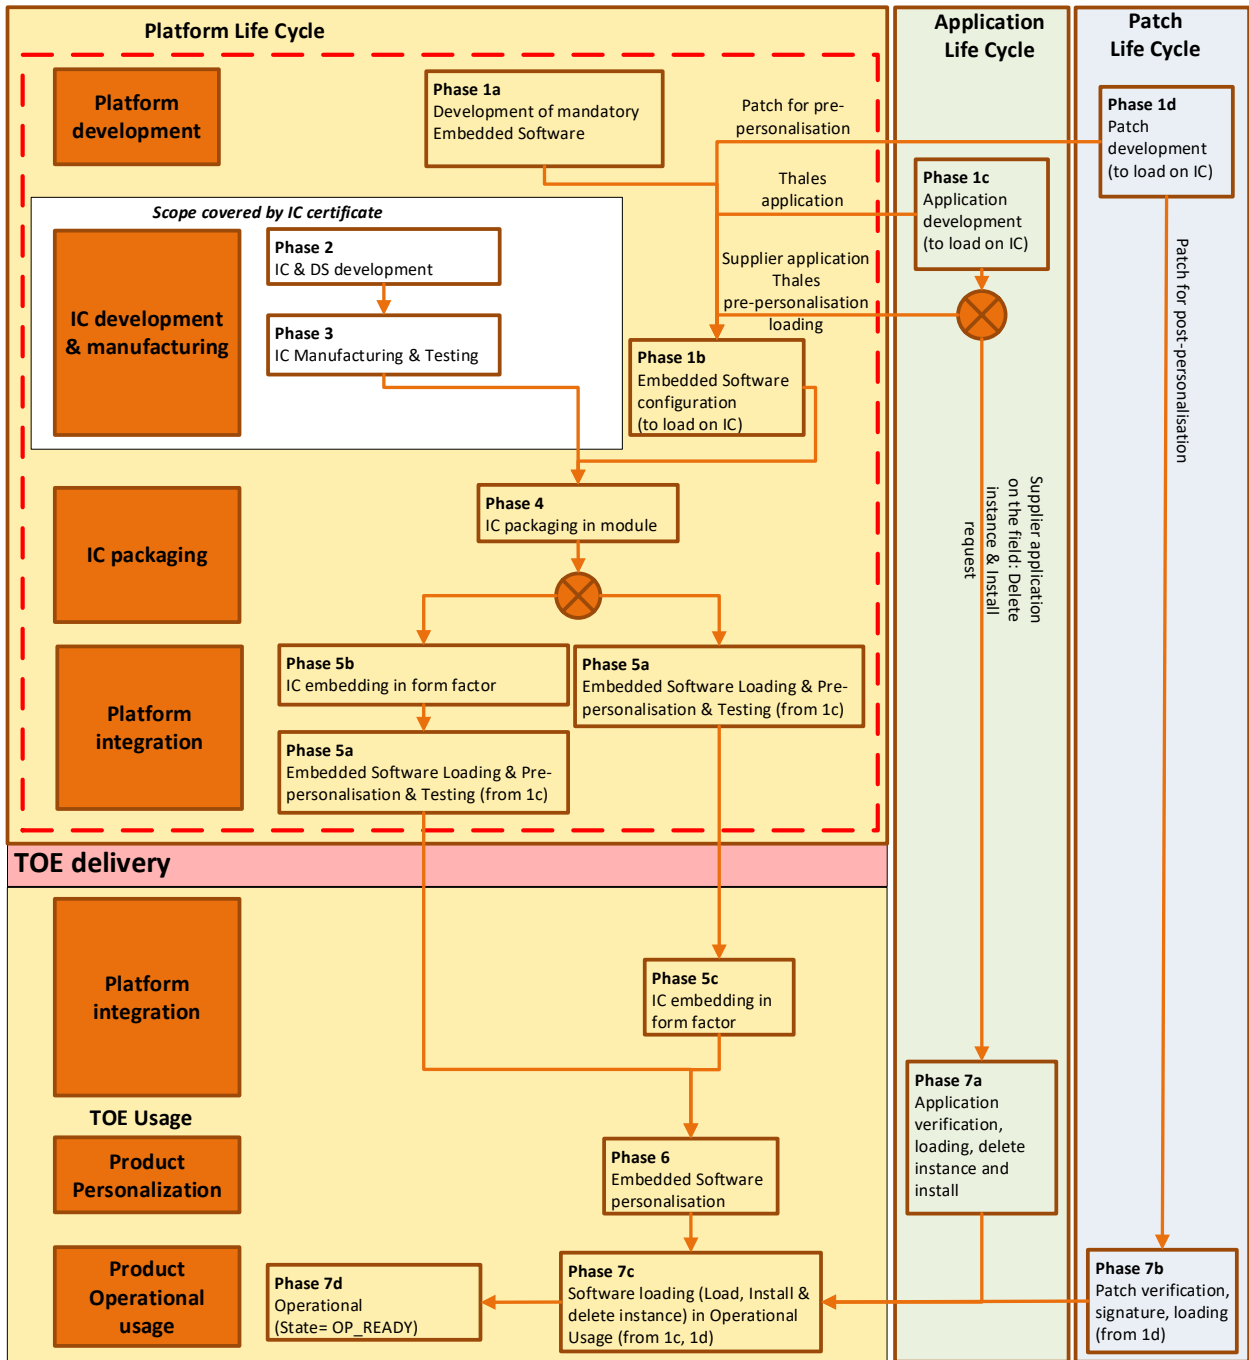 Platform Life Cycle
Application
Life Cycle
Patch
Life Cycle
Platform
development
Phase 1a
Development of mandatory
Embedded Software
Patch for pre-
personalisation
Phase 1d
Patch
development
(to load on IC)
Thales
application
Phase 1c
Application
development
(to load on IC)
Scope covered by IC certificate
IC development
& manufacturing
Phase 2
IC & DS development
Phase 3
IC Manufacturing & Testing
Supplier application
Thales
pre-personalisation
loading
Phase 1b
Embedded Software
configuration
(to load on IC)
Patch for post-personalisation
Supplier application
on the field: Delete
instance & Install
request
IC packaging
Phase 4
IC packaging in module
Platform
integration
Phase 5b
IC embedding in form factor
Phase 5a
Embedded Software Loading & Pre-
personalisation & Testing (from 1c)
Phase 5a
Embedded Software Loading & Pre-
personalisation & Testing (from 1c)
TOE delivery
Platform
integration
Phase 5c
IC embedding in
form factor
TOE Usage
Product
Personalization
Phase 6
Embedded Software
personalisation
Phase 7a
Application
verification,
loading, delete
instance and
install
Product
Operational
usage
Phase 7d
Operational
(State= OP_READY)
Phase 7c
Software loading (Load, Install &
delete instance) in Operational
Usage (from 1c, 1d)
Phase 7b
Patch verification,
signature, loading
(from 1d)